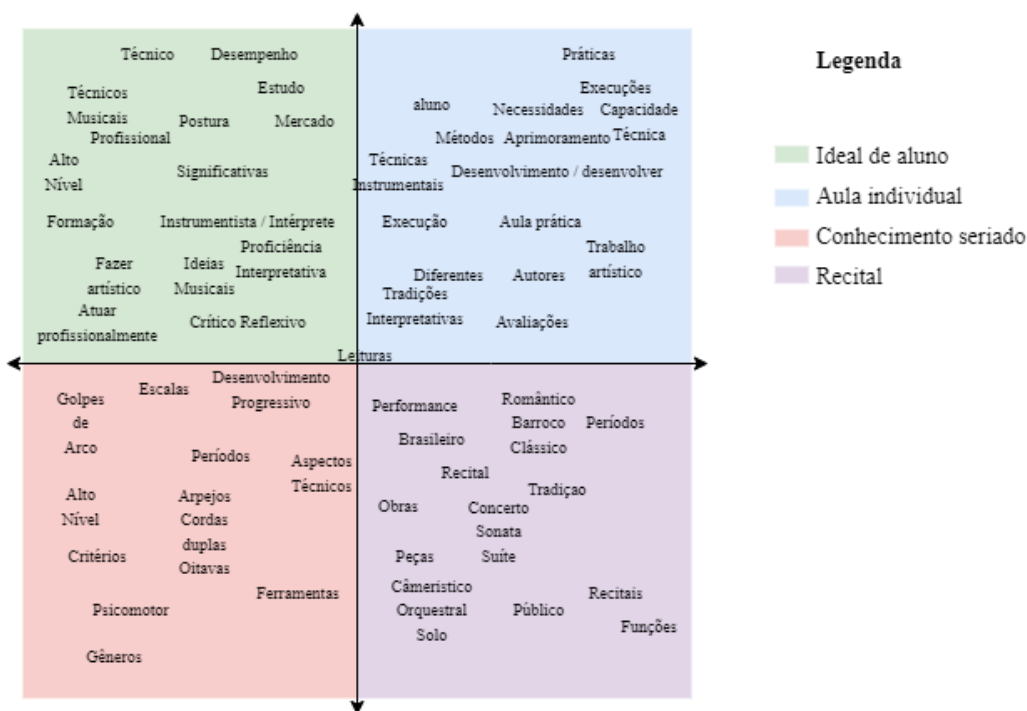 Técnico
Desempenho
Estudo
Técnicos
Musicais
Profissional
Postura
Mercado
Alto
Nível
Significativas
Formação
Instrumentista / Intérprete
Proficiência
Interpretativa
Fazer
artístico
Ideias
Musicais
Atuar
profissionalmente
Crítico Reflexivo
Práticas
Execuções
aluno
Necessidades
Capacidade
Métodos
Aprimoramento
Técnica
Técnicas
Instrumentais
Desenvolvimento / desenvolver
Execução
Aula prática
Trabalho
artístico
Diferentes
Autores
Tradições
Interpretativas
Avaliações
Leituras
Golpes
de
Arco
Escalas
Desenvolvimento
Progressivo
Períodos
Aspectos
Técnicos
Alto
Nível
Arpejos
Cordas
duplas
Oitavas
Critérios
Ferramentas
Psicomotor
Gêneros
Performance
Romântico
Barroco
Clássico
Períodos
Brasileiro
Recital
Tradiçao
Obras
Concerto
Sonata
Suíte
Peças
Câmeristico
Orquestral
Solo
Público
Recitais
Funções
Legenda
Ideal de aluno
Aula individual
Conhecimento seriado
Recital